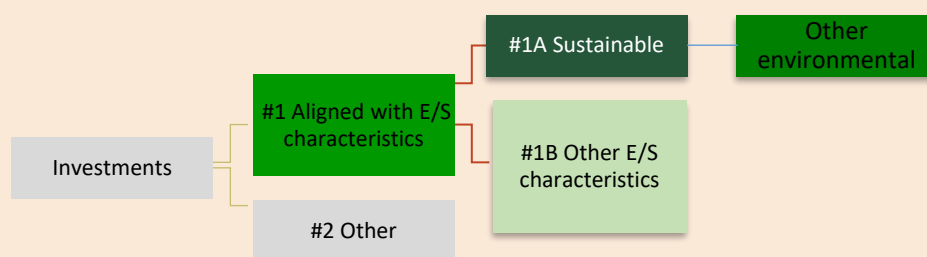 Investments
#1 Aligned with E/S
characteristics
#2 Other
#1A Sustainable
#1B Other E/S
characteristics
Other
environmental